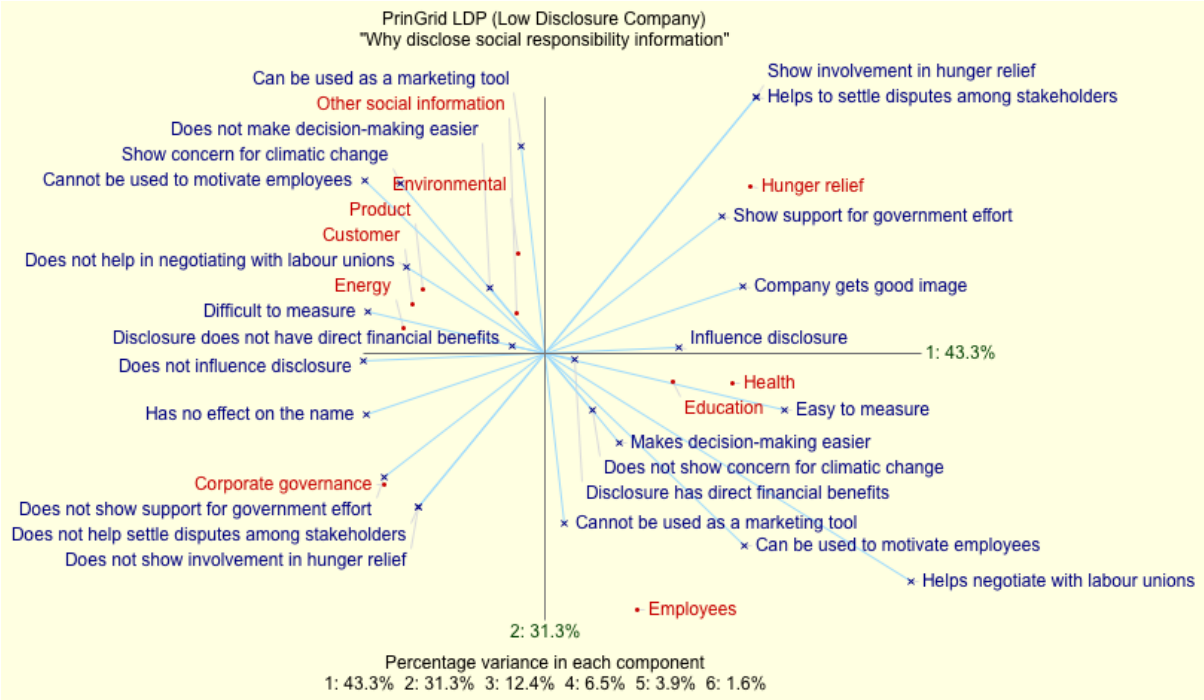 PrinGrid LDP (Low Disclosure Company)
"Why disclose social responsibility information"
Can be used as a marketing tool
Show involvement in hunger relief
Other social information
Helps to settle disputes among stakeholders
Does not make decision-making easier
Show concern for climatic change
Cannot be used to motivate employees
Environmental
Hunger relief
Product
Show support for government effort
Customer
Does not help in negotiating with labour unions
Energy
Company gets good image
Difficult to measure
Disclosure does not have direct financial benefits
Influence disclosure
1: 43.3%
Does not influence disclosure
Health
Education
Easy to measure
Has no effect on the name
Makes decision-making easier
Does not show concern for climatic change
Corporate governance
Disclosure has direct financial benefits
Does not show support for government effort
Cannot be used as a marketing tool
Does not help settle disputes among stakeholders
Can be used to motivate employees
Does not show involvement in hunger relief
Helps negotiate with labour unions
Employees
2: 31.3%
Percentage variance in each component
1: 43.3% 2: 31.3% 3: 12.4% 4: 6.5% 5: 3.9% 6: 1.6%